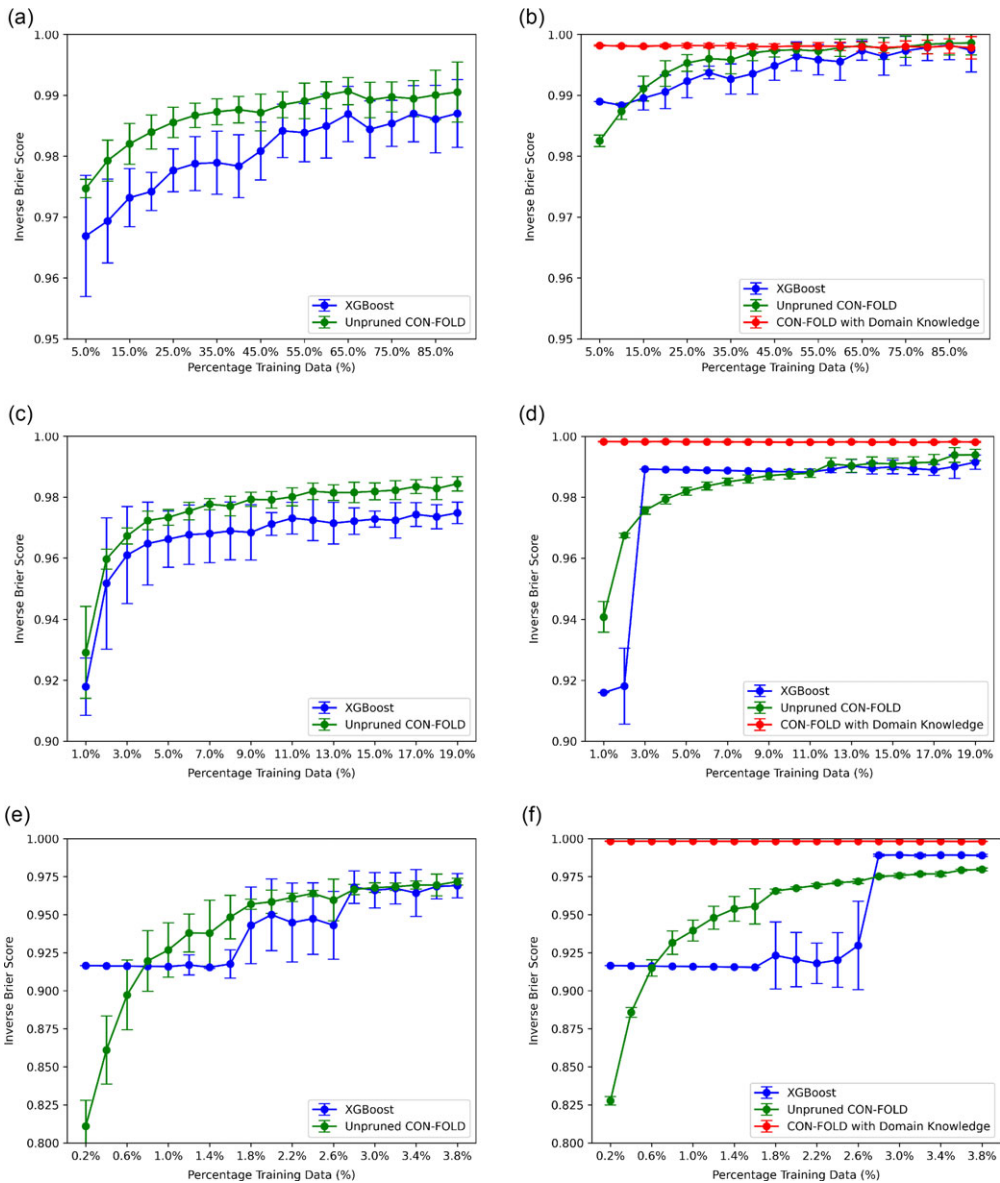 (a)
1.00
0.99
0.98
0.97
0.96
0.95
Inverse Brier Score
XGBoost
Unpruned CON-FOLD
5.0% 15.0% 25.0% 35.0% 45.0% 55.0% 65.0% 75.0% 85.0%
Percentage Training Data (%)
(b)
1.00
0.99
0.98
0.97
0.96
0.95
Inverse Brier Score
XGBoost
Unpruned CON-FOLD
CON-FOLD with Domain Knowledge
5.0% 15.0% 25.0% 35.0% 45.0% 55.0% 65.0% 75.0% 85.0%
Percentage Training Data (%)
(c)
1.00
0.98
0.96
0.94
0.92
0.90
Inverse Brier Score
XGBoost
Unpruned CON-FOLD
1.0% 3.0% 5.0% 7.0% 9.0% 11.0% 13.0% 15.0% 17.0% 19.0%
Percentage Training Data (%)
(d)
1.00
0.98
0.96
0.94
0.92
0.90
Inverse Brier Score
XGBoost
Unpruned CON-FOLD
CON-FOLD with Domain Knowledge
1.0% 3.0% 5.0% 7.0% 9.0% 11.0% 13.0% 15.0% 17.0% 19.0%
Percentage Training Data (%)
(e)
1.000
0.975
0.950
0.925
0.900
0.875
0.850
0.825
0.800
Inverse Brier Score
XGBoost
Unpruned CON-FOLD
0.2% 0.6% 1.0% 1.4% 1.8% 2.2% 2.6% 3.0% 3.4% 3.8%
Percentage Training Data (%)
(f)
1.000
0.975
0.950
0.925
0.900
0.875
0.850
0.825
0.800
Inverse Brier Score
XGBoost
Unpruned CON-FOLD
CON-FOLD with Domain Knowledge
0.2% 0.6% 1.0% 1.4% 1.8% 2.2% 2.6% 3.0% 3.4% 3.8%
Percentage Training Data (%)